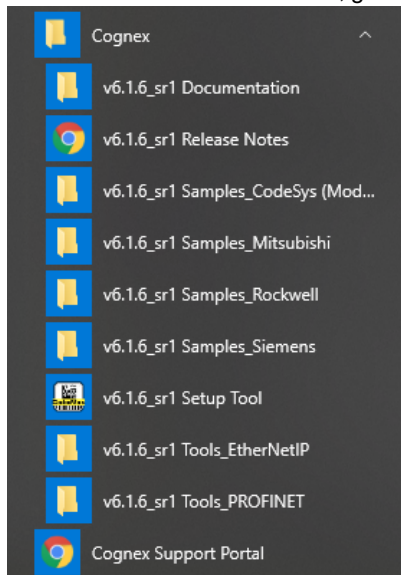 Cognex
v6.1.6_sr1 Documentation
v6.1.6_sr1 Release Notes
v6.1.6_sr1 Samples_CodeSys (Mod...
v6.1.6_sr1 Samples_Mitsubishi
v6.1.6_sr1 Samples_Rockwell
v6.1.6_sr1 Samples_Siemens
v6.1.6_sr1 Setup Tool
v6.1.6_sr1 Tools_EtherNetIP
v6.1.6_sr1 Tools_PROFINET
Cognex Support Portal